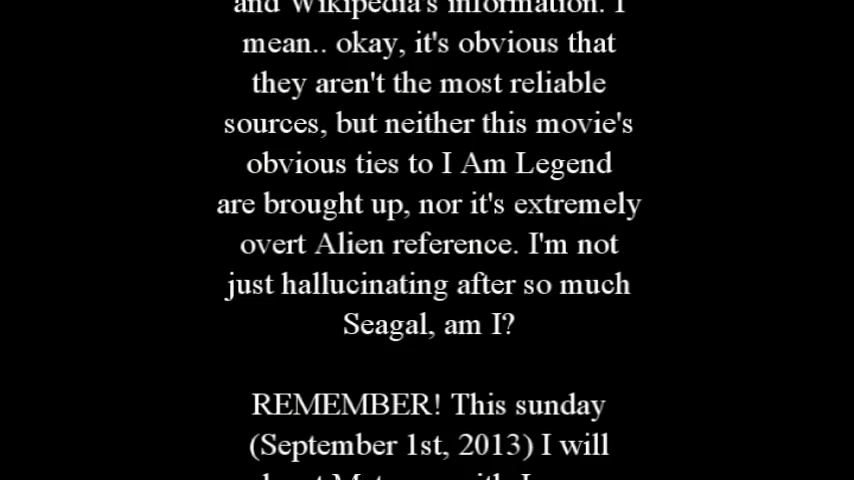 and Wikipedia's information. I
mean.. okay, it's obvious that
they aren't the most reliable
sources, but neither this movie's
obvious ties to I Am Legend
are brought up, nor it's extremely
overt Alien reference. I'm not
just hallucinating after so much
Seagal, am I?
REMEMBER! This sunday
(September 1st, 2013) I will